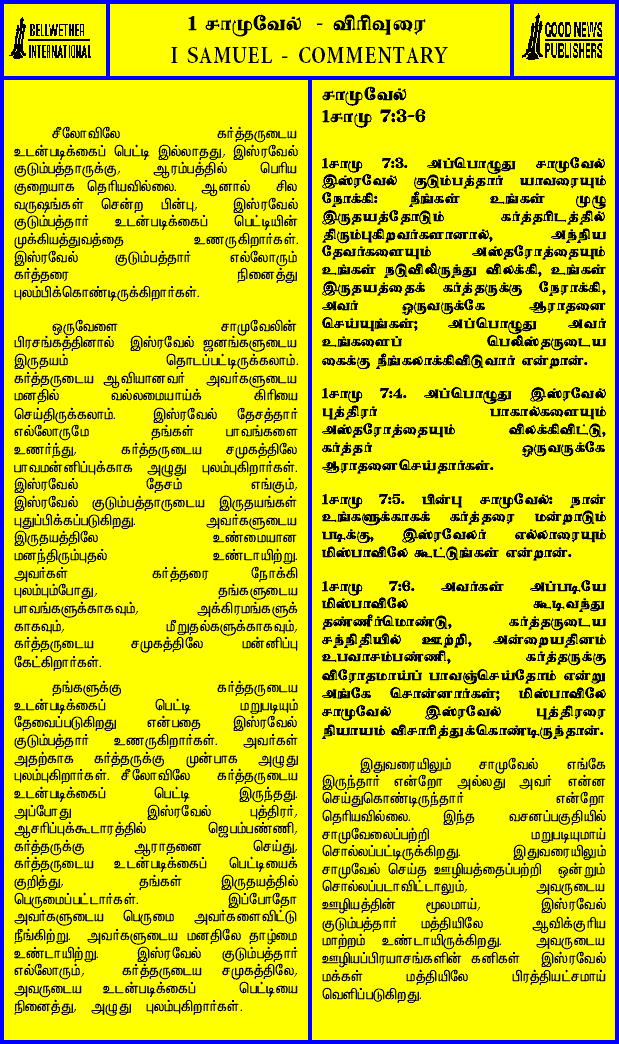 BELLWETHER
INTERNATIONAL
1 சாமுவேல் - விரிவுரை
I SAMUEL - COMMENTARY
GOOD NEWS
PUBLISHERS
சீலோவிலே கர்த்தருடைய
உடன்படிக்கைப் பெட்டி இல்லாதது, இஸ்ரவேல்
குடும்பத்தாருக்கு, ஆரம்பத்தில் பெரிய
குறையாக தெரியவில்லை. ஆனால் சில
வருஷங்கள் சென்ற பின்பு, இஸ்ரவேல்
குடும்பத்தார் உடன்படிக்கைப் பெட்டியின்
முக்கியத்துவத்தை உணருகிறார்கள்.
இஸ்ரவேல் குடும்பத்தார் எல்லோரும்
கர்த்தரை நினைத்து
புலம்பிக்கொண்டிருக்கிறார்கள்.
ஒருவேளை சாமுவேலின்
பிரசங்கத்தினால் இஸ்ரவேல் ஜனங்களுடைய
இருதயம் தொடப்பட்டிருக்கலாம்.
கர்த்தருடைய ஆவியானவர் அவர்களுடைய
மனதில் வல்லமையாய்க் கிரியை
செய்திருக்கலாம். இஸ்ரவேல் தேசத்தார்
எல்லோருமே தங்கள் பாவங்களை
உணர்ந்து, கர்த்தருடைய சமுகத்திலே
பாவமன்னிப்புக்காக அழுது புலம்புகிறார்கள்.
இஸ்ரவேல் தேசம் எங்கும்,
இஸ்ரவேல் குடும்பத்தாருடைய இருதயங்கள்
புதுப்பிக்கப்படுகிறது. அவர்களுடைய
இருதயத்திலே உண்மையான
மனந்திரும்புதல் உண்டாயிற்று.
அவர்கள் கர்த்தரை நோக்கி
புலம்பும்போது, தங்களுடைய
பாவங்களுக்காகவும், அக்கிரமங்களுக்
காகவும், மீறுதல்களுக்காகவும்,
கர்த்தருடைய சமுகத்திலே மன்னிப்பு
கேட்கிறார்கள்.
தங்களுக்கு கர்த்தருடைய
உடன்படிக்கைப் பெட்டி மறுபடியும்
தேவைப்படுகிறது என்பதை இஸ்ரவேல்
குடும்பத்தார் உணருகிறார்கள். அவர்கள்
அதற்காக கர்த்தருக்கு முன்பாக அழுது
புலம்புகிறார்கள். சீலோவிலே கர்த்தருடைய
உடன்படிக்கைப் பெட்டி இருந்தது.
அப்போது இஸ்ரவேல் புத்திரர்,
ஆசரிப்புக்கூடாரத்தில் ஜெபம்பண்ணி,
கர்த்தருக்கு ஆராதனை செய்து,
கர்த்தருடைய உடன்படிக்கைப் பெட்டியைக்
குறித்து, தங்கள் இருதயத்தில்
பெருமைப்பட்டார்கள். இப்போதோ
அவர்களுடைய பெருமை அவர்களைவிட்டு
நீங்கிற்று. அவர்களுடைய மனதிலே தாழ்மை
உண்டாயிற்று. இஸ்ரவேல் குடும்பத்தார்
எல்லோரும், கர்த்தருடைய சமுகத்திலே,
அவருடைய உடன்படிக்கைப் பெட்டியை
நினைத்து, அழுது புலம்புகிறார்கள்.
சாமுவேல்
1சாமு 7:3-6
1சாமு 7:3. அப்பொழுது சாமுவேல்
இஸ்ரவேல் குடும்பத்தார் யாவரையும்
நோக்கி: நீங்கள் உங்கள் முழு
இருதயத்தோடும் கர்த்தரிடத்தில்
திரும்புகிறவர்களானால், அந்நிய
தேவர்களையும் அஸ்தரோத்தையும்
உங்கள் நடுவிலிருந்து விலக்கி, உங்கள்
இருதயத்தைக் கர்த்தருக்கு நேராக்கி,
அவர் ஒருவருக்கே ஆராதனை
செய்யுங்கள்; அப்பொழுது அவர்
உங்களைப் பெலிஸ்தருடைய
கைக்கு நீங்கலாக்கிவிடுவார் என்றான்.
1சாமு 7:4. அப்பொழுது இஸ்ரவேல்
புத்திரர் பாகால்களையும்
அஸ்தரோத்தையும் விலக்கிவிட்டு,
கர்த்தர் ஒருவருக்கே
ஆராதனைசெய்தார்கள்.
1சாமு 7:5. பின்பு சாமுவேல்: நான்
உங்களுக்காகக் கர்த்தரை மன்றாடும்
படிக்கு, இஸ்ரவேலர் எல்லாரையும்
மிஸ்பாவிலே கூட்டுங்கள் என்றான்.
1சாமு 7:6. அவர்கள் அப்படியே
மிஸ்பாவிலே கூடிவந்து
தண்ணீர்மொண்டு, கர்த்தருடைய
சந்நிதியில் ஊற்றி, அன்றையதினம்
உபவாசம்பண்ணி, கர்த்தருக்கு
விரோதமாய்ப் பாவஞ்செய்தோம் என்று
அங்கே சொன்னார்கள்; மிஸ்பாவிலே
சாமுவேல் இஸ்ரவேல் புத்திரரை
நியாயம் விசாரித்துக்கொண்டிருந்தான்.
இதுவரையிலும் சாமுவேல் எங்கே
இருந்தார் என்றோ அல்லது அவர் என்ன
செய்துகொண்டிருந்தார் என்றோ
தெரியவில்லை. இந்த வசனப்பகுதியில்
சாமுவேலைப்பற்றி மறுபடியுமாய்
சொல்லப்பட்டிருக்கிறது. இதுவரையிலும்
சாமுவேல் செய்த ஊழியத்தைப்பற்றி ஒன்றும்
சொல்லப்படாவிட்டாலும், அவருடைய
ஊழியத்தின் மூலமாய், இஸ்ரவேல்
குடும்பத்தார் மத்தியிலே ஆவிக்குரிய
மாற்றம் உண்டாயிருக்கிறது. அவருடைய
ஊழியப்பிரயாசங்களின் கனிகள் இஸ்ரவேல்
மக்கள் மத்தியிலே பிரத்தியட்சமாய்
வெளிப்படுகிறது.